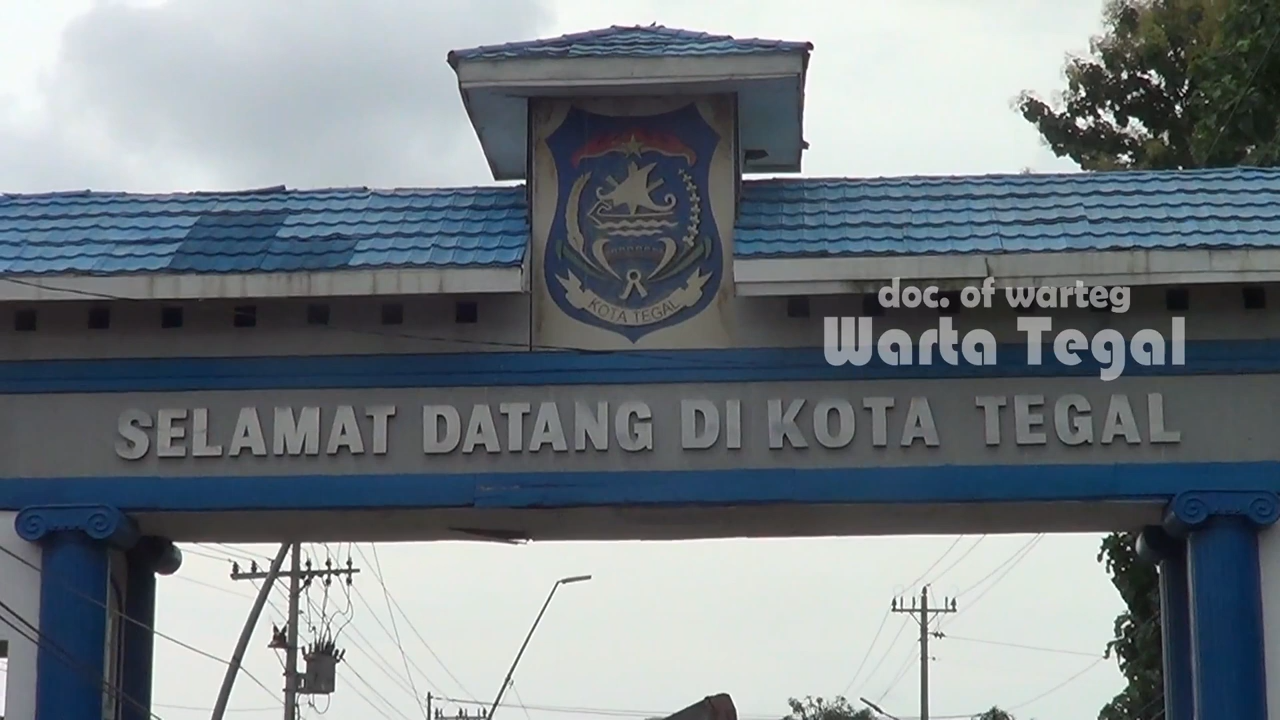 KOTA TEGAL
doc. of warteg
Warta Tegal
SELAMAT DATANG DI KOTA TEGAL